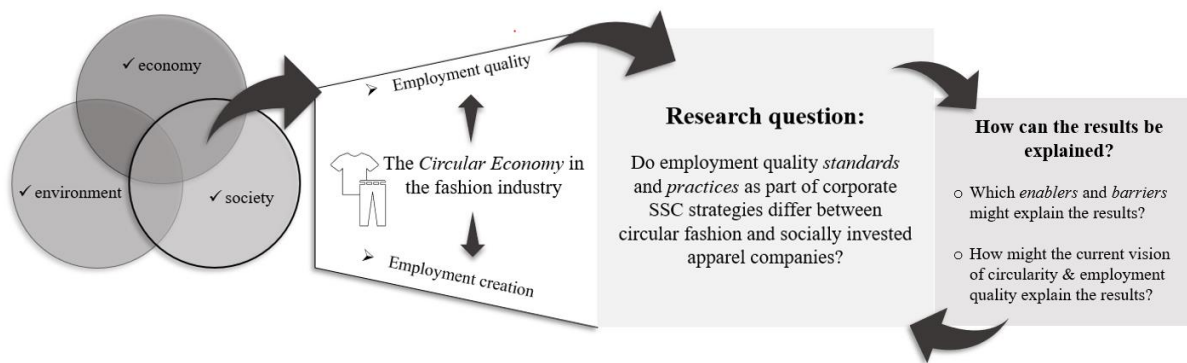 ✓ economy
✓ environment
✓ society
➢ Employment quality
The Circular Economy in
the fashion industry
➢ Employment creation
Research question:
Do employment quality standards
and practices as part of corporate
SSC strategies differ between
circular fashion and socially invested
apparel companies?
How can the results be
explained?
o Which enablers and barriers
might explain the results?
o How might the current vision
of circularity & employment
quality explain the results?